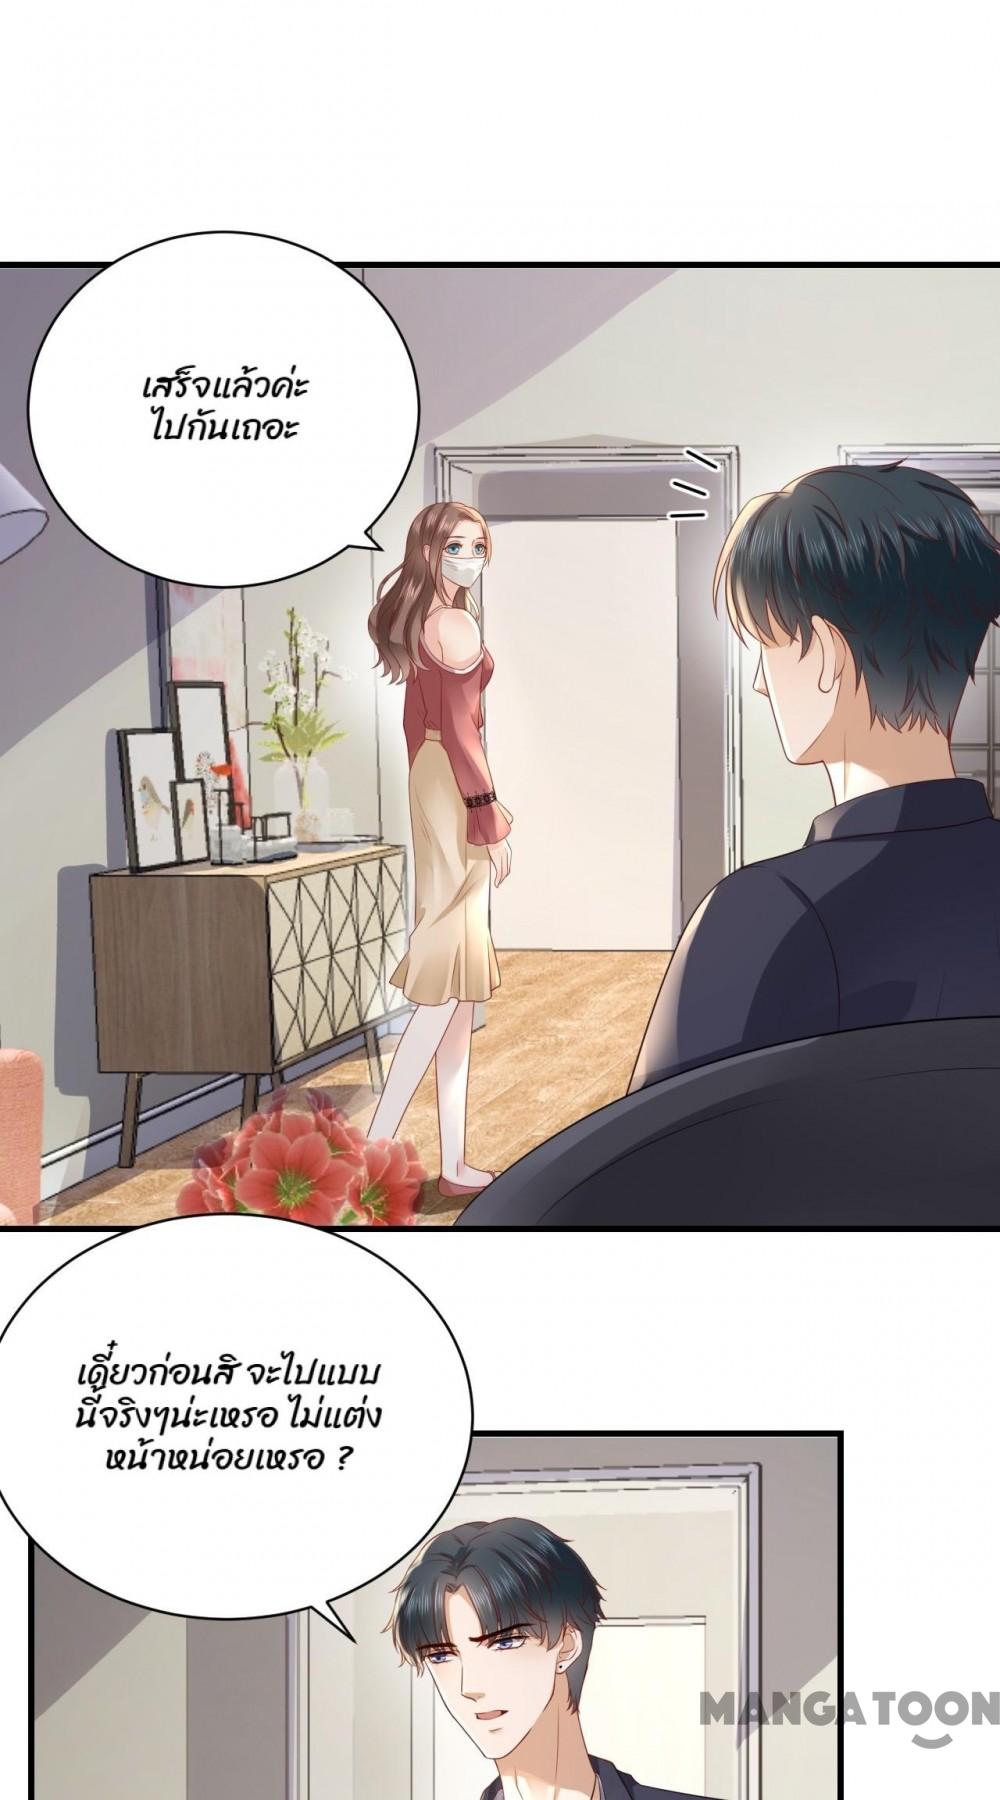 เสร็จแล้วค่ะ
ไปกันเถอะ
เดี๋ยวก่อนสิ จะไปแบบ
นี้จริงๆน่ะเหรอ ไม่แต่ง
หน้าหน่อยเหรอ ?
MANGATOON